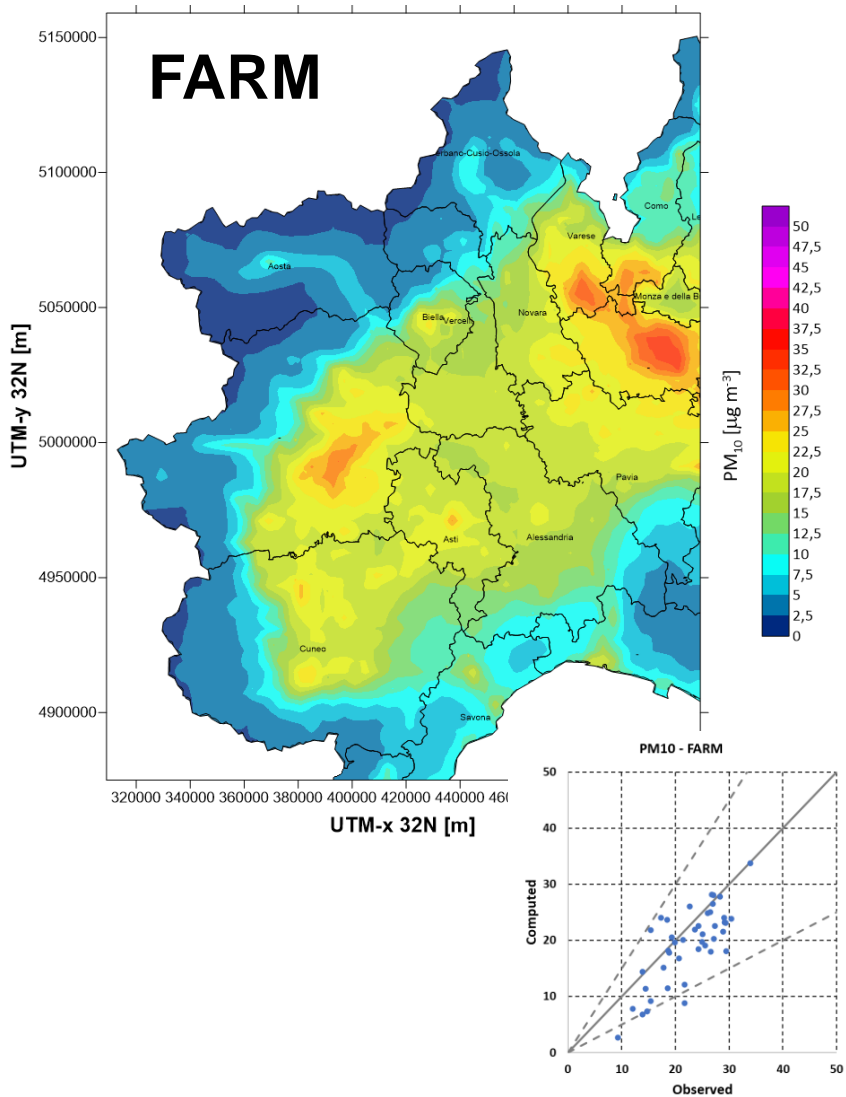 FARM
5150000
5100000
5050000
5000000
4950000
4900000
UTM-y 32N [m]
320000 340000 360000 380000 400000 420000 440000
UTM-x 32N [m]
erbano-Cusio-Ossola
Como
Le
Varese
Aosta
Monza e della B
Novara
Biella
Vercelli
Pavia
Asti
Alessandria
Cuneo
Savona
PM10 [µg m-3]
50
47,5
45
42,5
40
37,5
35
32,5
30
27,5
25
22,5
20
17,5
15
12,5
10
7,5
5
2,5
0
PM10 - FARM
Computed
50
40
30
20
10
0
0 10 20 30 40 50
Observed